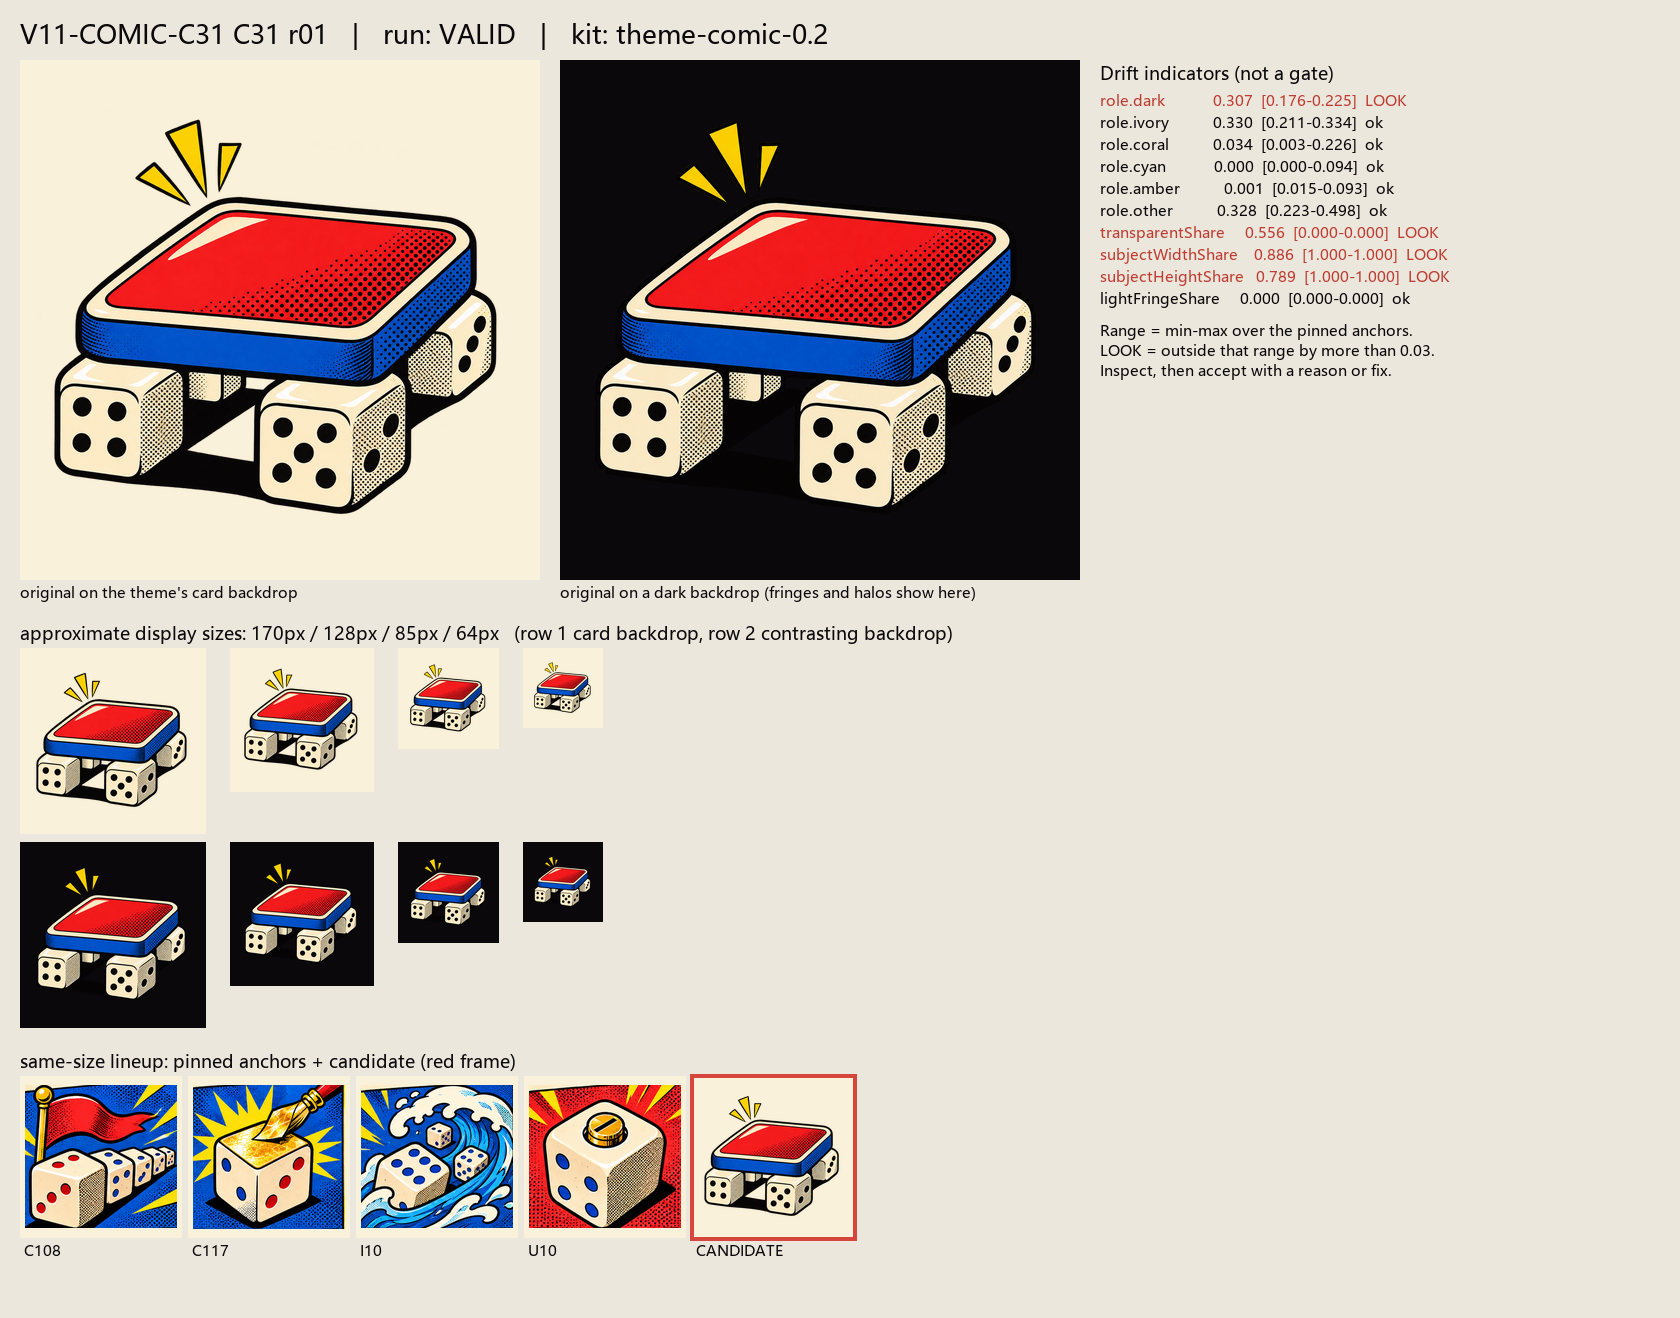 V11-COMIC-C31 C31 r01 | run: VALID | kit: theme-comic-0.2
Drift indicators (not a gate)
role.dark 0.307 [0.176-0.225] LOOK
role.ivory 0.330 [0.211-0.334] ok
role.coral 0.034 [0.003-0.226] ok
role.cyan 0.000 [0.000-0.094] ok
role.amber 0.001 [0.015-0.093] ok
role.other 0.328 [0.223-0.498] ok
transparentShare 0.556 [0.000-0.000] LOOK
subjectWidthShare 0.886 [1.000-1.000] LOOK
subjectHeightShare 0.789 [1.000-1.000] LOOK
lightFringeShare 0.000 [0.000-0.000] ok
Range = min-max over the pinned anchors.
LOOK = outside that range by more than 0.03.
Inspect, then accept with a reason or fix.
original on the theme's card backdrop
original on a dark backdrop (fringes and halos show here)
approximate display sizes: 170px / 128px / 85px / 64px (row 1 card backdrop, row 2 contrasting backdrop)
same-size lineup: pinned anchors + candidate (red frame)
C108
C117
I10
U10
CANDIDATE